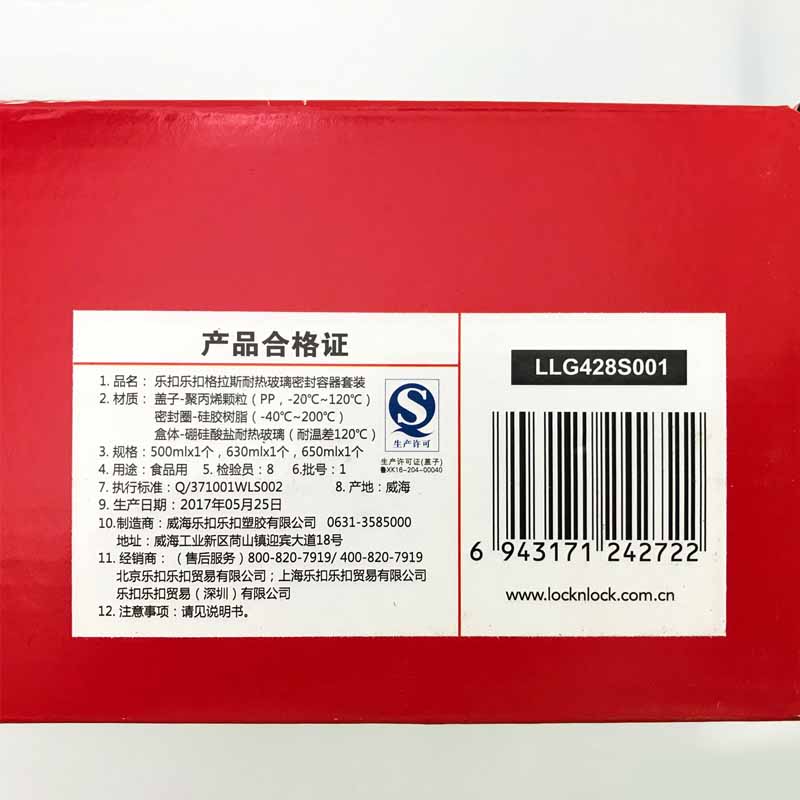 产品合格证
1. 品名： 乐扣乐扣格拉斯耐热玻璃密封容器套装
2. 材质： 盖子-聚丙烯颗粒（PP，-20℃~120℃）
密封圈-硅胶树脂（-40℃~200℃）
盒体-硼硅酸盐耐热玻璃（耐温差120℃）
3. 规格：500mlx1个，630mlx1个，650mlx1个
4. 用途：食品用 5. 检验员：8 6.批号：1
7. 执行标准：Q/371001WLS002 8. 产地：威海
9. 生产日期：2017年05月25日
10.制造商：威海乐扣乐扣塑胶有限公司 0631-3585000
地址：威海工业新区苘山镇迎宾大道18号
11. 经销商：（售后服务）800-820-7919/ 400-820-7919
北京乐扣乐扣贸易有限公司；上海乐扣乐扣贸易有限公司
乐扣乐扣贸易（深圳）有限公司
12. 注意事项：请见说明书。
QS
生产许可
生产许可证(盖子)
鲁XK16-204-00040
LLG428S001
6 943171 242722
www.locknlock.com.cn